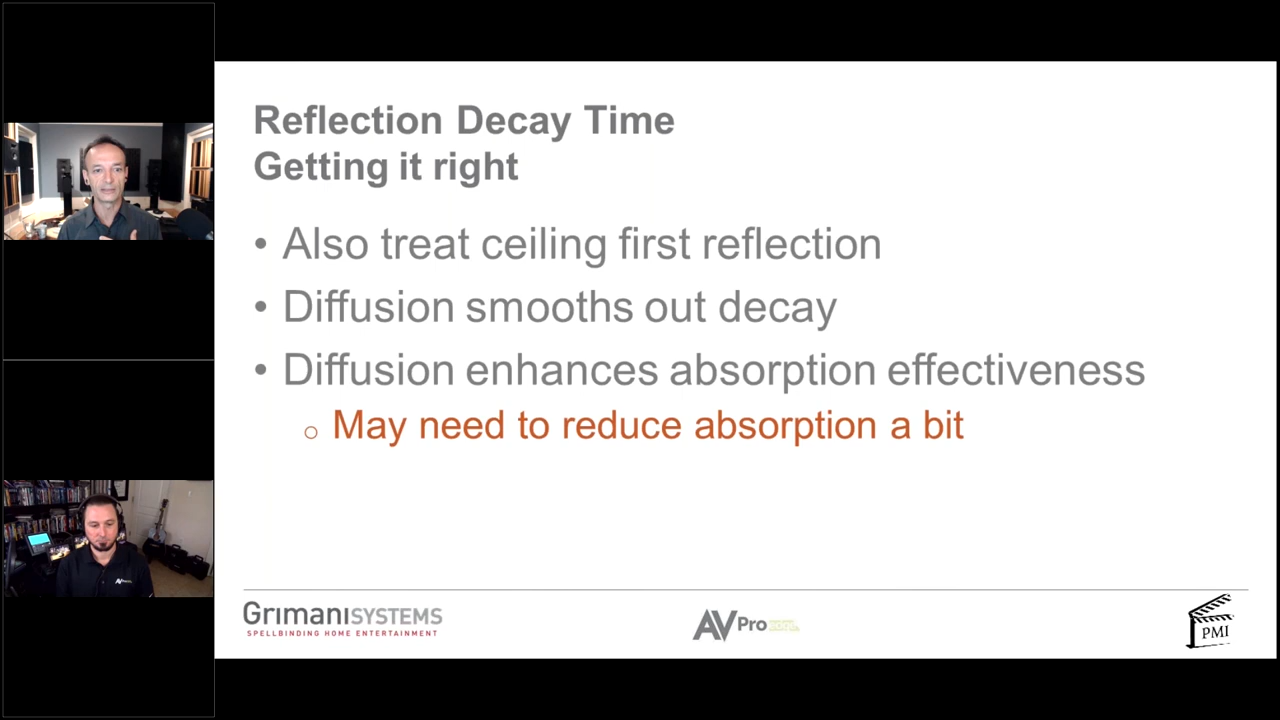 Reflection Decay Time
Getting it right
• Also treat ceiling first reflection
• Diffusion smooths out decay
• Diffusion enhances absorption effectiveness
○ May need to reduce absorption a bit
GrimaniSYSTEMS
SPELLBINDING HOME ENTERTAINMENT
AVPro
PMI